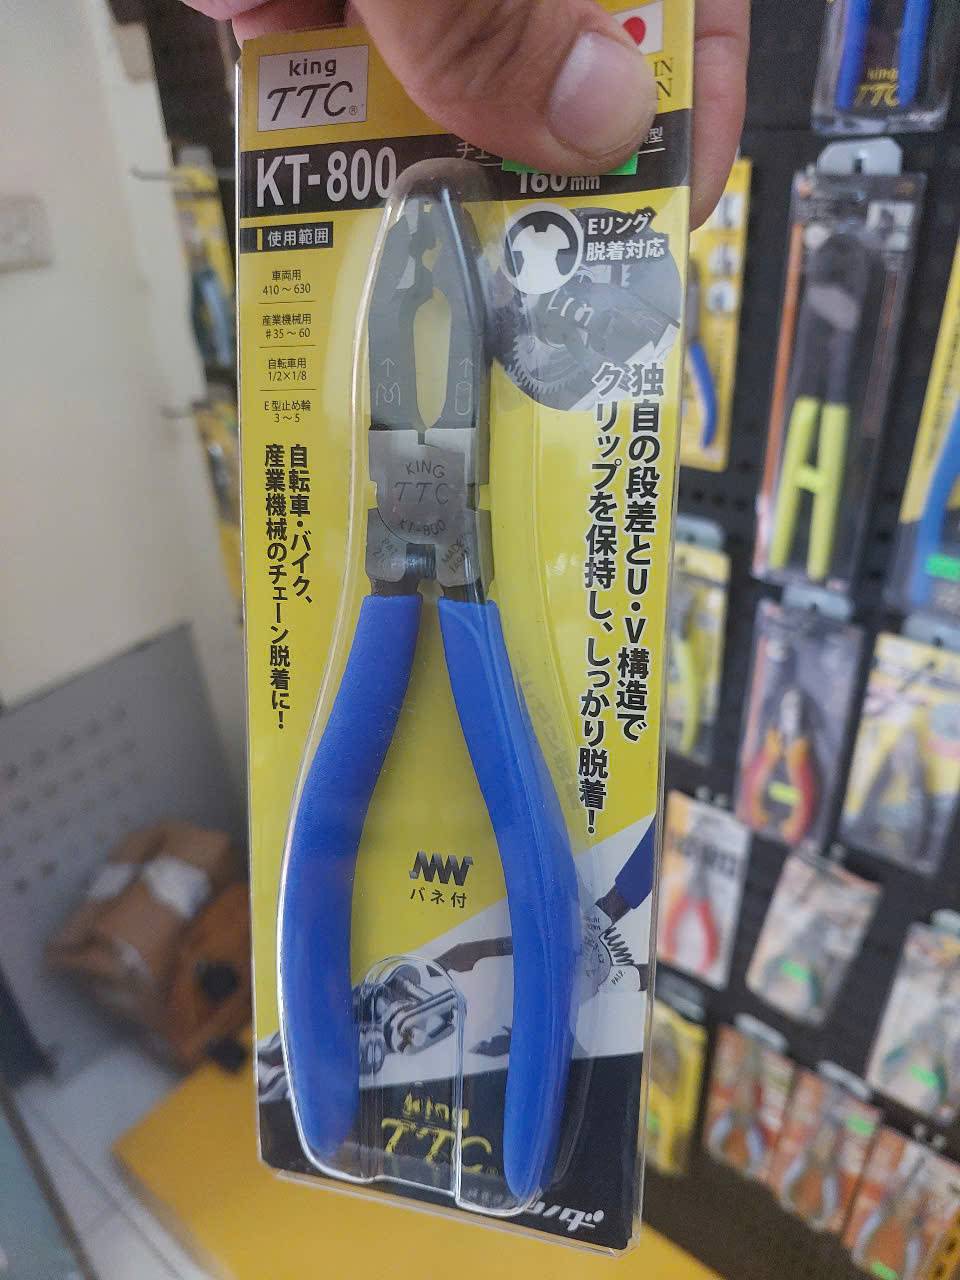 king
TTC®
IN
KT-800
160mm
使用範囲
車両用
410～630
産業機械用
#35～60
自転車用
1/2×1/8
E型止め輪
3～5
Eリング
脱着対応
独自の段差とU・V構造で
クリップを保持し、しっかり脱着！
自転車・バイク、
産業機械のチェーン脱着に！
KING
TTC
KT-800
バネ付
king
TTC®
king
TTC